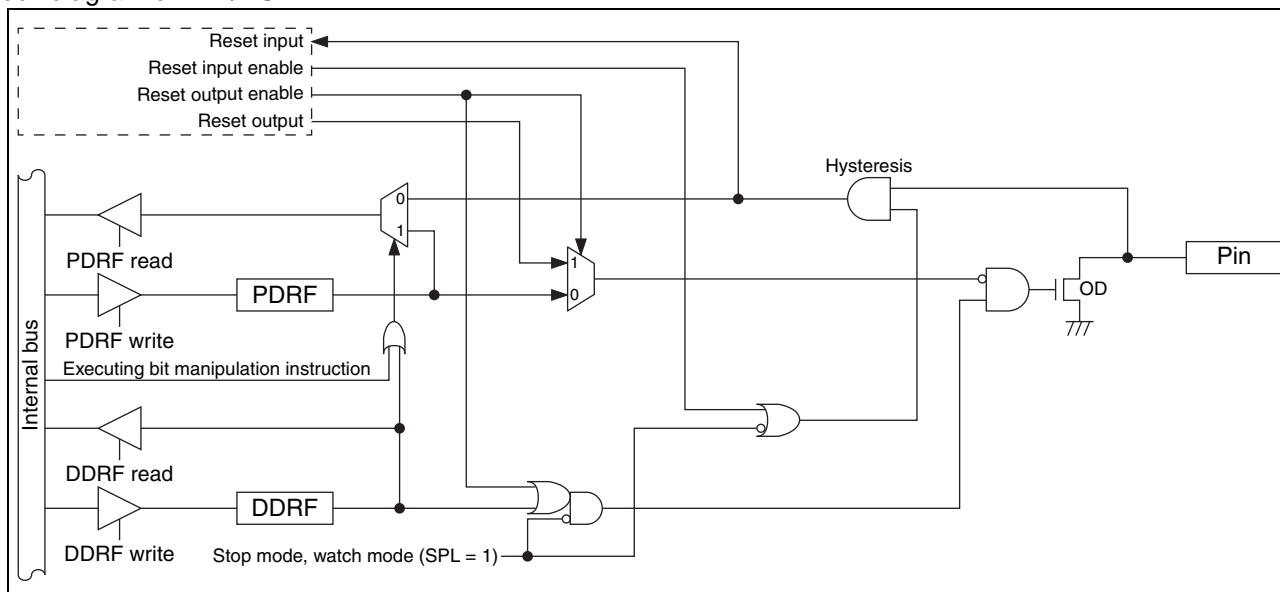 Reset input
Reset input enable
Reset output enable
Reset output
Hysteresis
0
1
PDRF read
1
Pin
PDRF
0
OD
PDRF write
Executing bit manipulation instruction
Internal bus
DDRF read
DDRF
DDRF write
Stop mode, watch mode (SPL = 1)